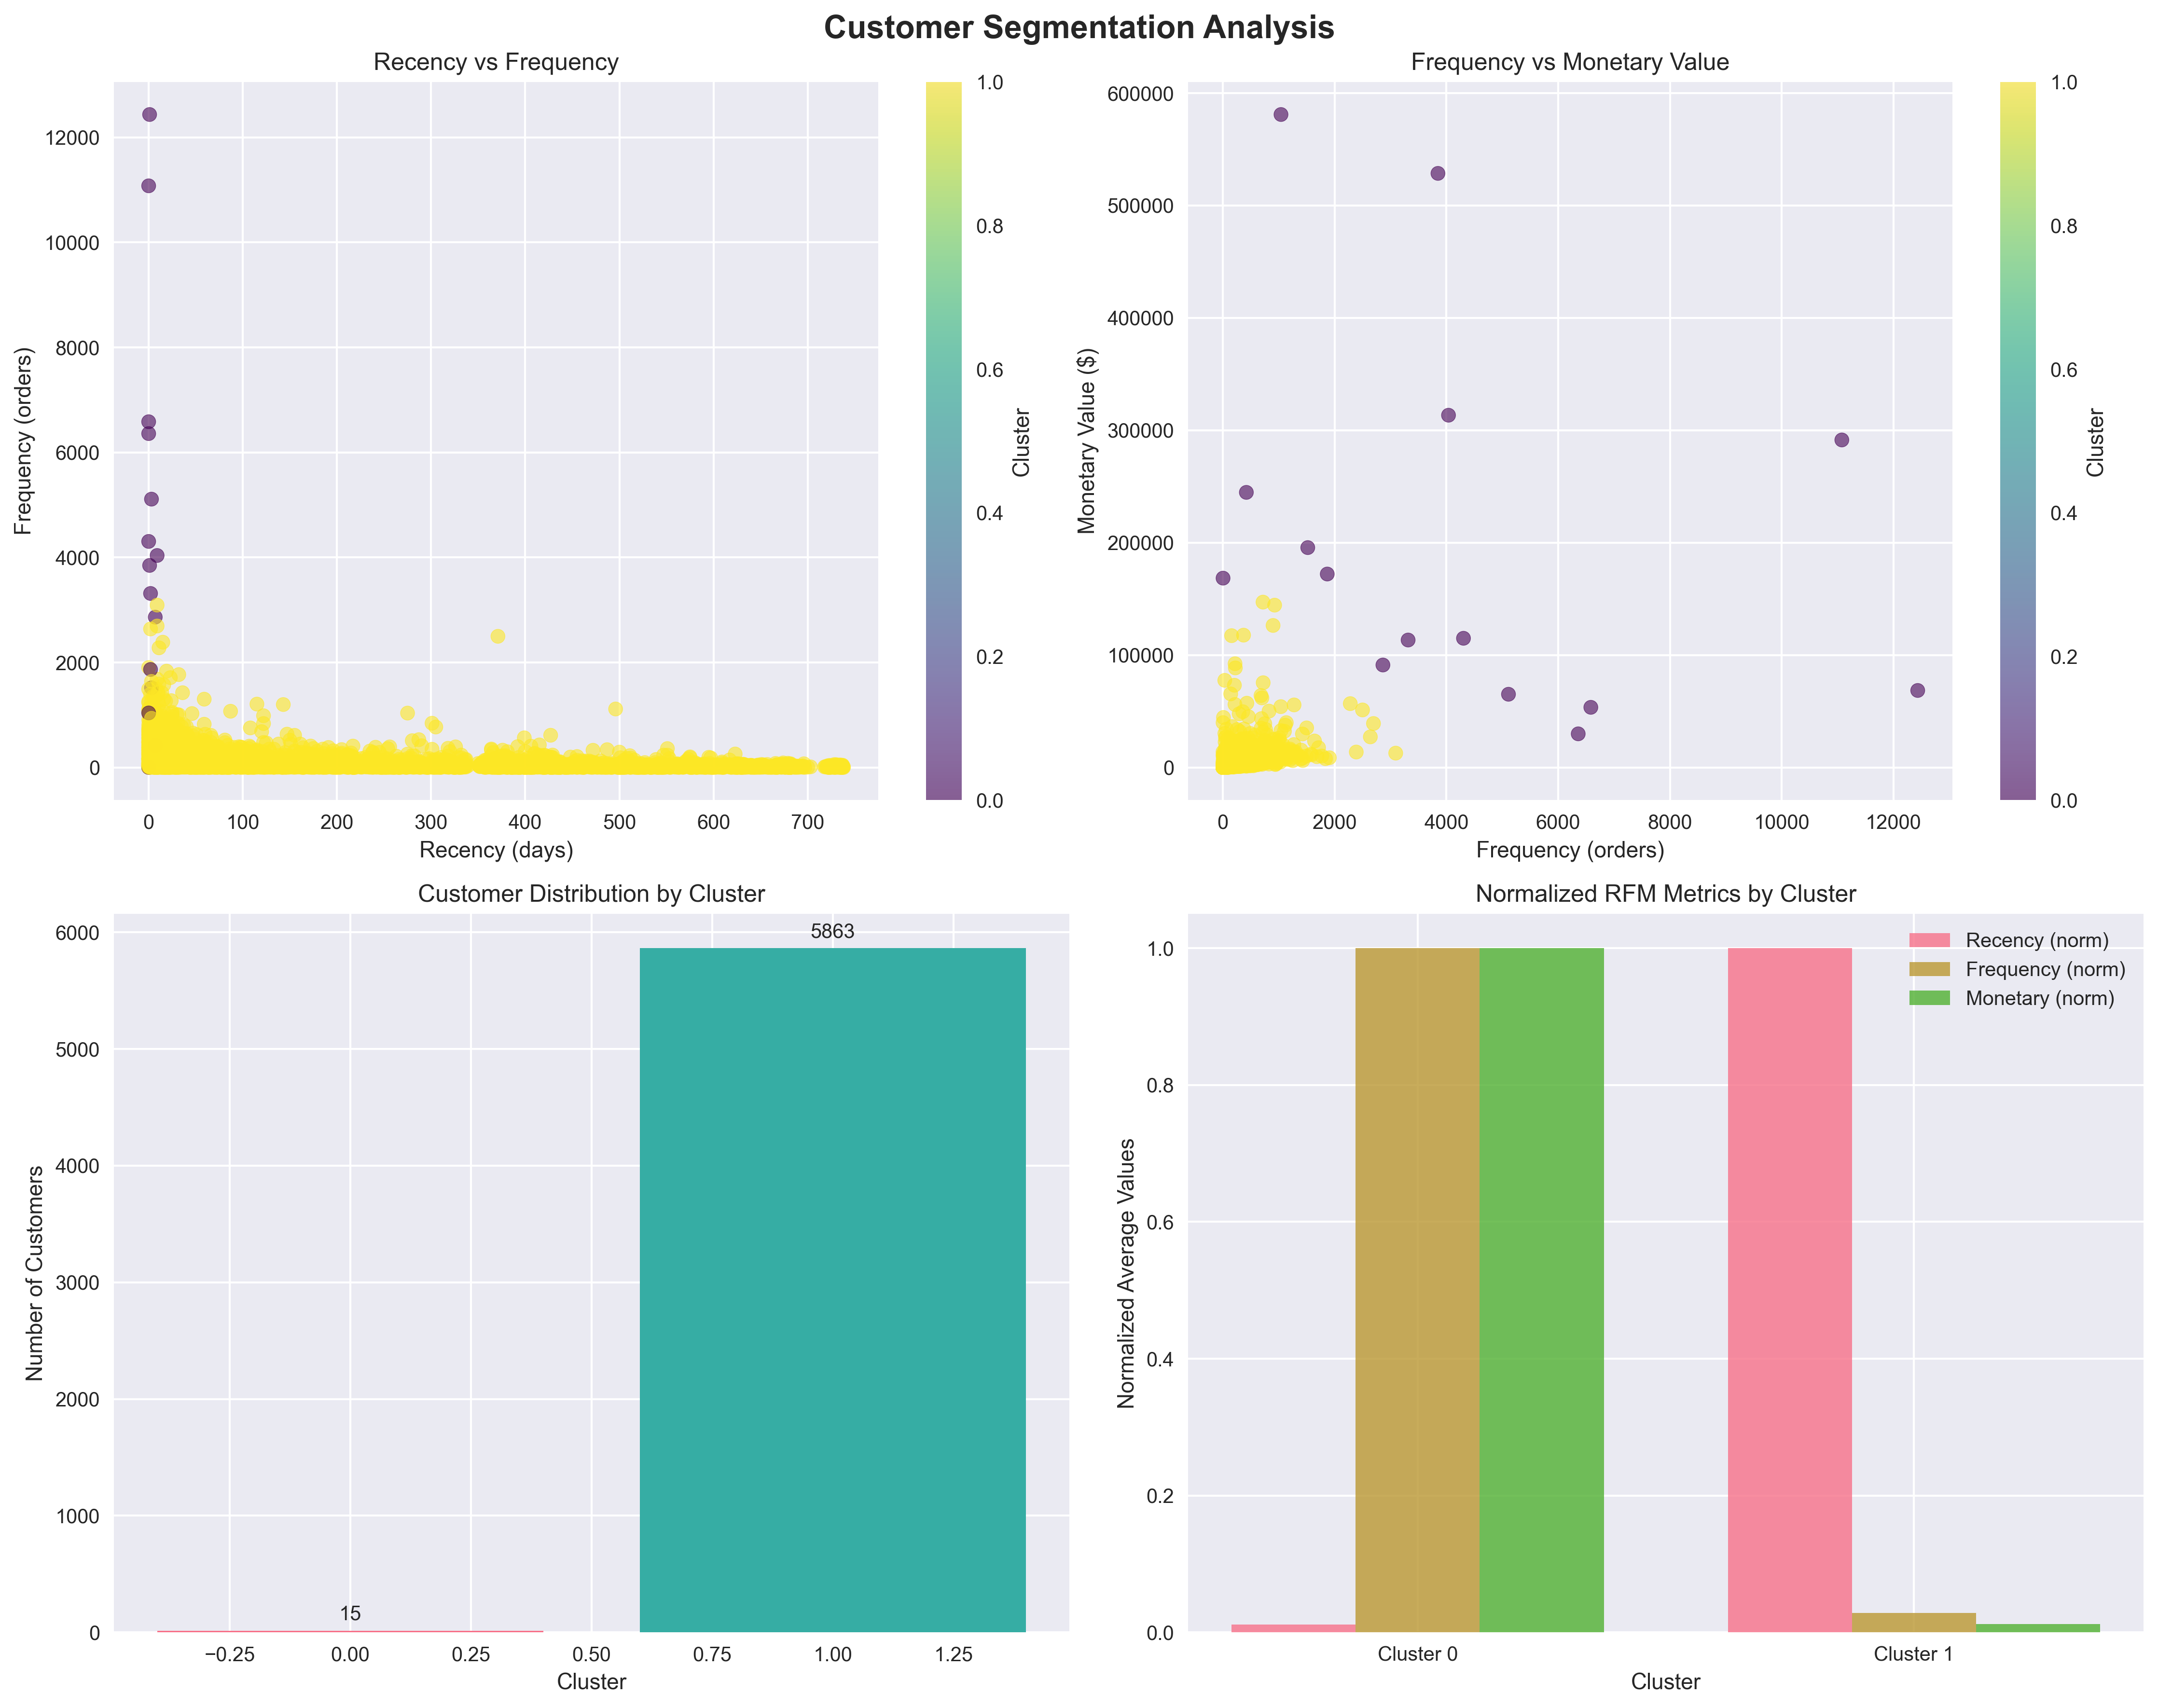 Customer Segmentation Analysis
Recency vs Frequency
Frequency (orders)
12000
10000
8000
6000
4000
2000
0
0 100 200 300 400 500 600 700
Recency (days)
1.0
0.8
0.6
0.4
0.2
0.0
Cluster
Frequency vs Monetary Value
Monetary Value ($)
600000
500000
400000
300000
200000
100000
0
0 2000 4000 6000 8000 10000 12000
Frequency (orders)
1.0
0.8
0.6
0.4
0.2
0.0
Cluster
Customer Distribution by Cluster
Number of Customers
6000
5000
4000
3000
2000
1000
0
15
5863
−0.25 0.00 0.25 0.50 0.75 1.00 1.25
Cluster
Normalized RFM Metrics by Cluster
Normalized Average Values
1.0
0.8
0.6
0.4
0.2
0.0
Recency (norm)
Frequency (norm)
Monetary (norm)
Cluster 0 Cluster 1
Cluster